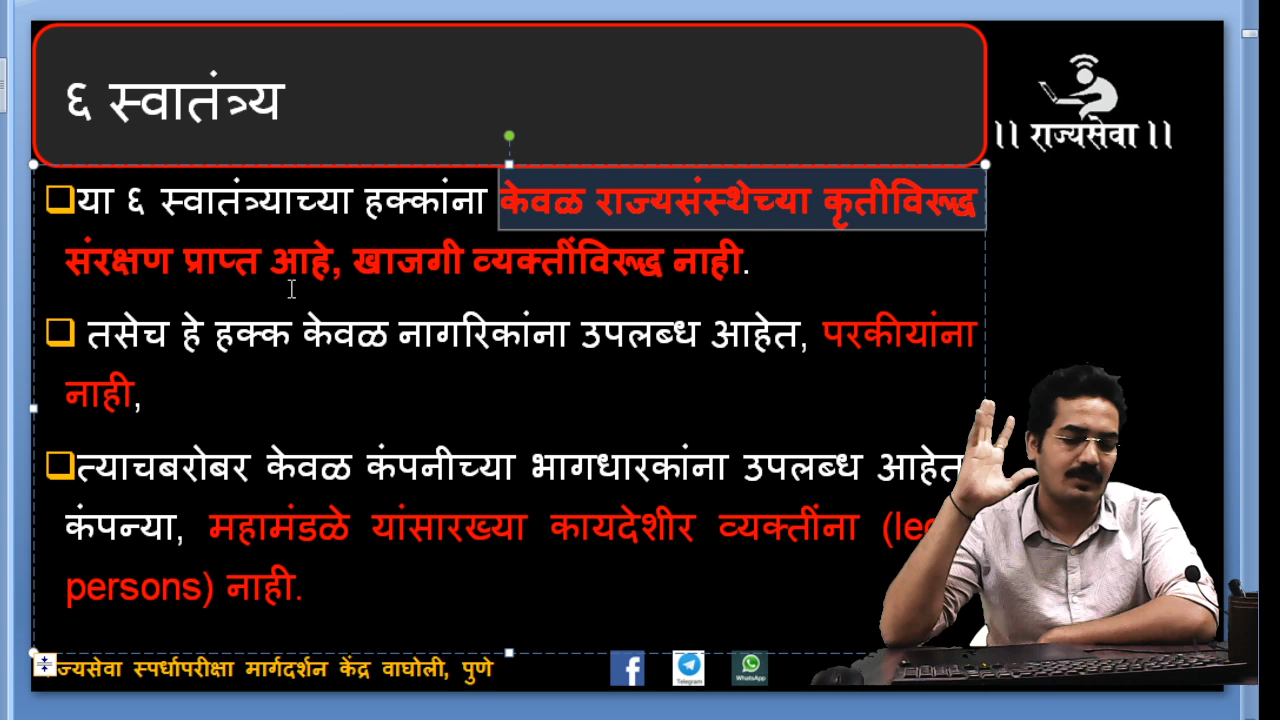 ६ स्वातंत्र्य
|| राज्यसेवा ||
या ६ स्वातंत्र्याच्या हक्कांना केवळ राज्यसंस्थेच्या कृतीविरूद्ध
संरक्षण प्राप्त आहे, खाजगी व्यक्तींविरूद्ध नाही.
तसेच हे हक्क केवळ नागरिकांना उपलब्ध आहेत, परकीयांना
नाही,
त्याचबरोबर केवळ कंपनीच्या भागधारकांना उपलब्ध आहेत
कंपन्या, महामंडळे यांसारख्या कायदेशीर व्यक्तींना
persons) नाही.
स्पर्धापरीक्षा मार्गदर्शन केंद्र वाघोली, पुणे
Telegram
WhatsApp